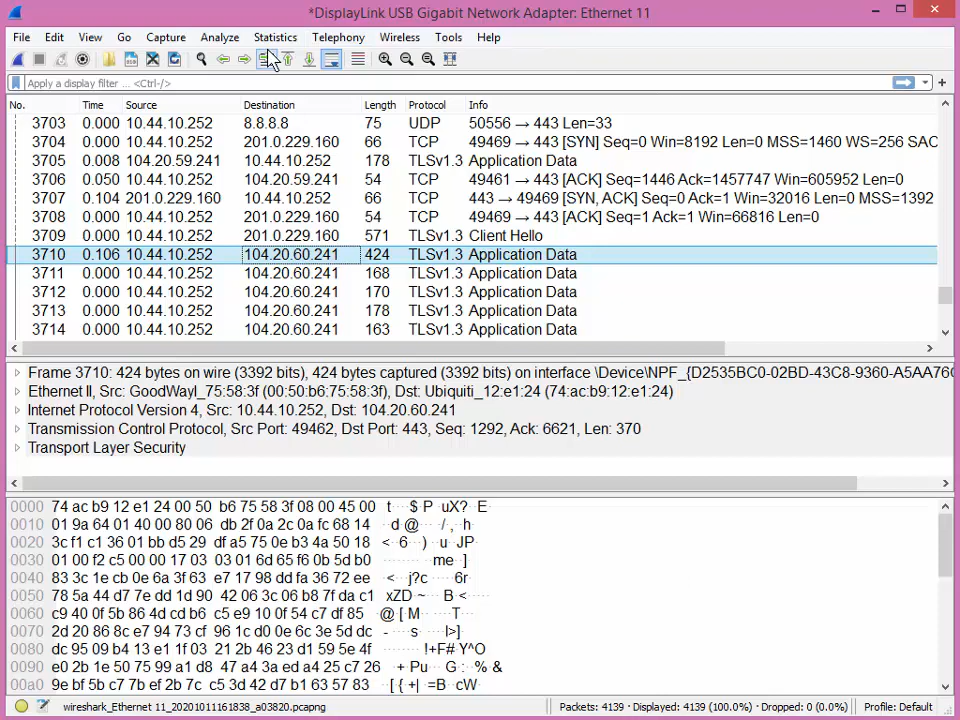 *DisplayLink USB Gigabit Network Adapter: Ethernet 11
File Edit View Go Capture Analyze Statistics Telephony Wireless Tools Help
Apply a display filter ... <Ctrl-/>
No. Time Source Destination Length Protocol Info
3703 0.000 10.44.10.252 8.8.8.8 75 UDP 50556 → 443 Len=33
3704 0.000 10.44.10.252 201.0.229.160 66 TCP 49469 → 443 [SYN] Seq=0 Win=8192 Len=0 MSS=1460 WS=256 SAC
3705 0.008 104.20.59.241 10.44.10.252 178 TLSv1.3 Application Data
3706 0.050 10.44.10.252 104.20.59.241 54 TCP 49461 → 443 [ACK] Seq=1446 Ack=1457747 Win=605952 Len=0
3707 0.104 201.0.229.160 10.44.10.252 66 TCP 443 → 49469 [SYN, ACK] Seq=0 Ack=1 Win=32016 Len=0 MSS=1392
3708 0.000 10.44.10.252 201.0.229.160 54 TCP 49469 → 443 [ACK] Seq=1 Ack=1 Win=66816 Len=0
3709 0.000 10.44.10.252 201.0.229.160 571 TLSv1.3 Client Hello
3710 0.106 10.44.10.252 104.20.60.241 424 TLSv1.3 Application Data
3711 0.000 10.44.10.252 104.20.60.241 168 TLSv1.3 Application Data
3712 0.000 10.44.10.252 104.20.60.241 170 TLSv1.3 Application Data
3713 0.000 10.44.10.252 104.20.60.241 178 TLSv1.3 Application Data
3714 0.000 10.44.10.252 104.20.60.241 163 TLSv1.3 Application Data
Frame 3710: 424 bytes on wire (3392 bits), 424 bytes captured (3392 bits) on interface \Device\NPF_{D2535BC0-02BD-43C8-9360-A5AA76
Ethernet II, Src: GoodWayI_75:58:3f (00:50:b6:75:58:3f), Dst: Ubiquiti_12:e1:24 (74:ac:b9:12:e1:24)
Internet Protocol Version 4, Src: 10.44.10.252, Dst: 104.20.60.241
Transmission Control Protocol, Src Port: 49462, Dst Port: 443, Seq: 1292, Ack: 6621, Len: 370
Transport Layer Security
0000 74 ac b9 12 e1 24 00 50 b6 75 58 3f 08 00 45 00 t····$·P ·uX?··E·
0010 01 9a 64 01 40 00 80 06 db 2f 0a 2c 0a fc 68 14 ··d·@··· ·/·,··h·
0020 3c f1 c1 36 01 bb d5 29 df a5 75 0e b3 4a 50 18 <··6···) ··u··JP·
0030 01 00 f2 c5 00 00 17 03 03 01 6d 65 f6 0b 5d b0 ········ ··me··]·
0040 83 3c 1e cb 0e 6a 3f 63 e7 17 98 dd fa 36 72 ee ·<···j?c ·····6r·
0050 78 5a 44 d7 7e dd 1d 90 42 06 3c 06 b8 7f da c1 xZD·~··· B·<·····
0060 c9 40 0f 5b 86 4d cd b6 c5 e9 10 0f 54 c7 df 85 ·@·[·M·· ····T···
0070 2d 20 86 8c e7 94 73 cf 96 1c d0 0e 6c 3e 5d dc - ····s· ····l>]·
0080 dc 95 09 b4 13 e1 1f 03 21 2b 46 23 d1 59 5e 4f ········ !+F#·Y^O
0090 e0 02 1e 50 75 99 a1 d8 47 a4 3a ed a4 25 c7 26 ···Pu··· G·:··%·&
00a0 9e bf 5b c7 7b ef 2b 7c c5 3d 42 d7 b1 63 57 83 ··[·{·+| ·=B··cW·
wireshark_Ethernet 11_20201011161838_a03820.pcapng Packets: 4139 · Displayed: 4139 (100.0%) · Dropped: 0 (0.0%) Profile: Default